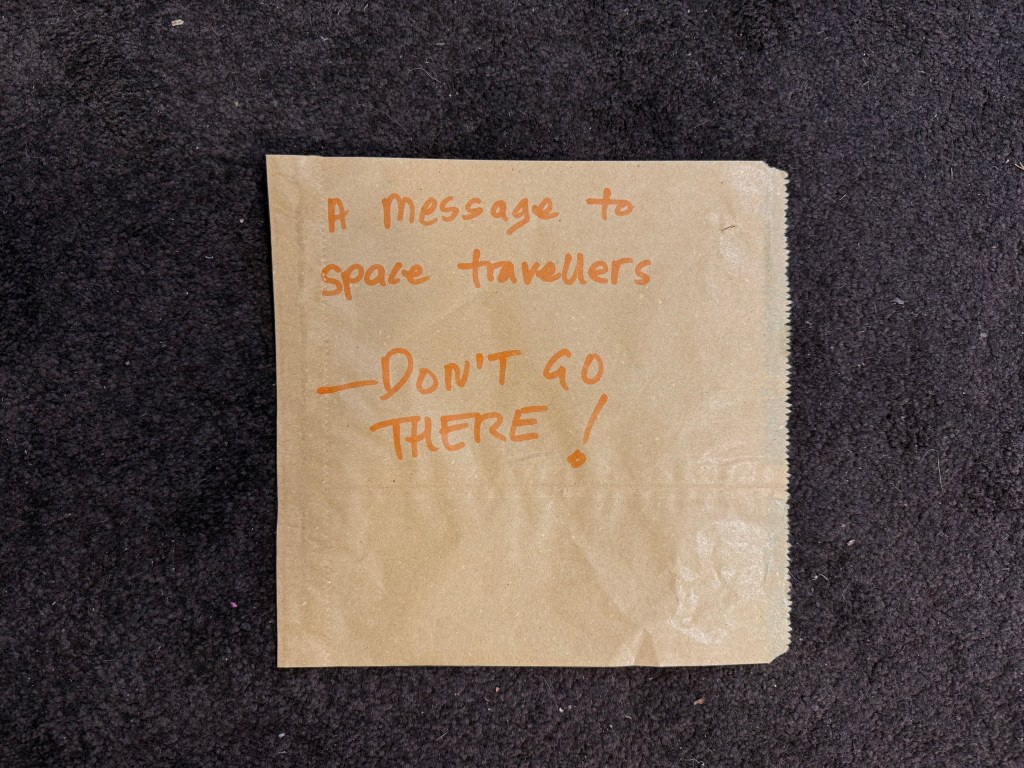 A message to
space travellers
—DON'T GO
THERE!